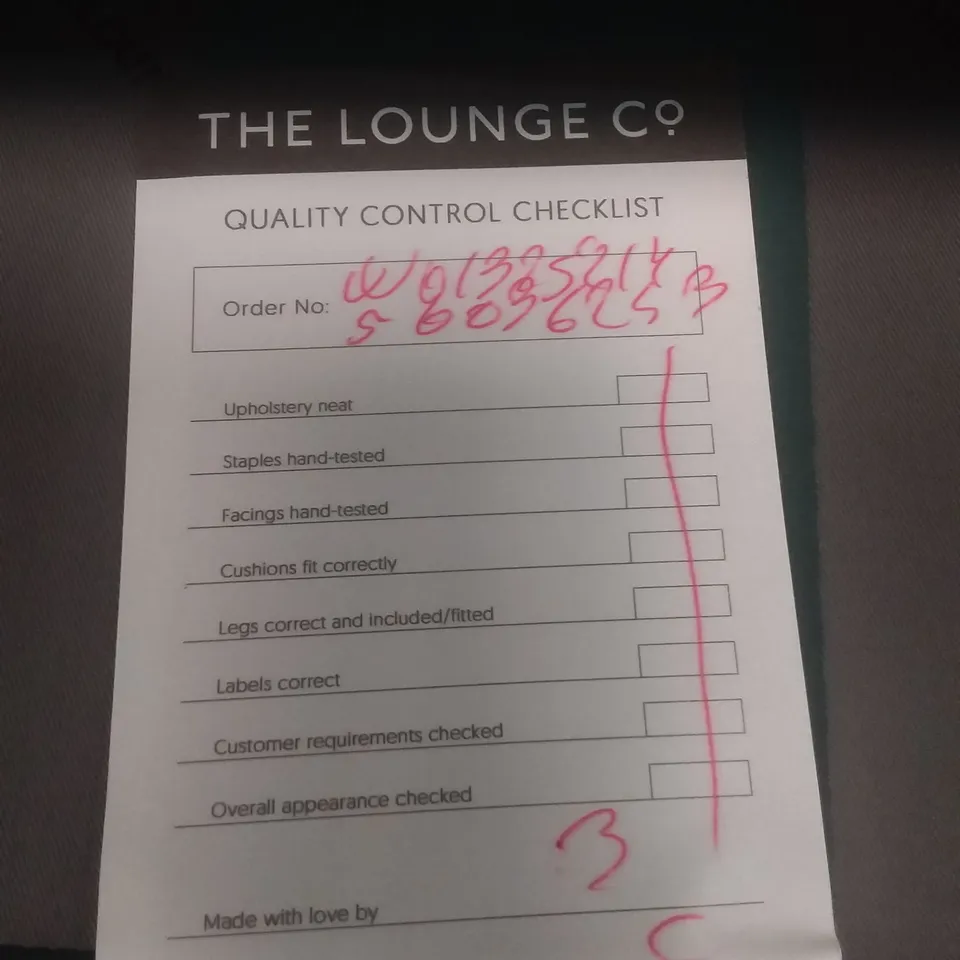 THE LOUNGE Co
QUALITY CONTROL CHECKLIST
Order No:
Upholstery neat
Staples hand-tested
Facings hand-tested
Cushions fit correctly
Legs correct and included/fitted
Labels correct
Customer requirements checked
Overall appearance checked
3
Made with love by